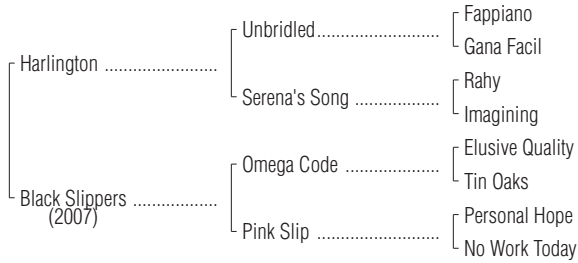 Fappiano
Unbridled..............................
Gana Facil
Harlington ............................
Rahy
Serena's Song .....................
Imagining
Elusive Quality
Omega Code .......................
Tin Oaks
Black Slippers .....................
(2007)
Personal Hope
Pink Slip ..............................
No Work Today